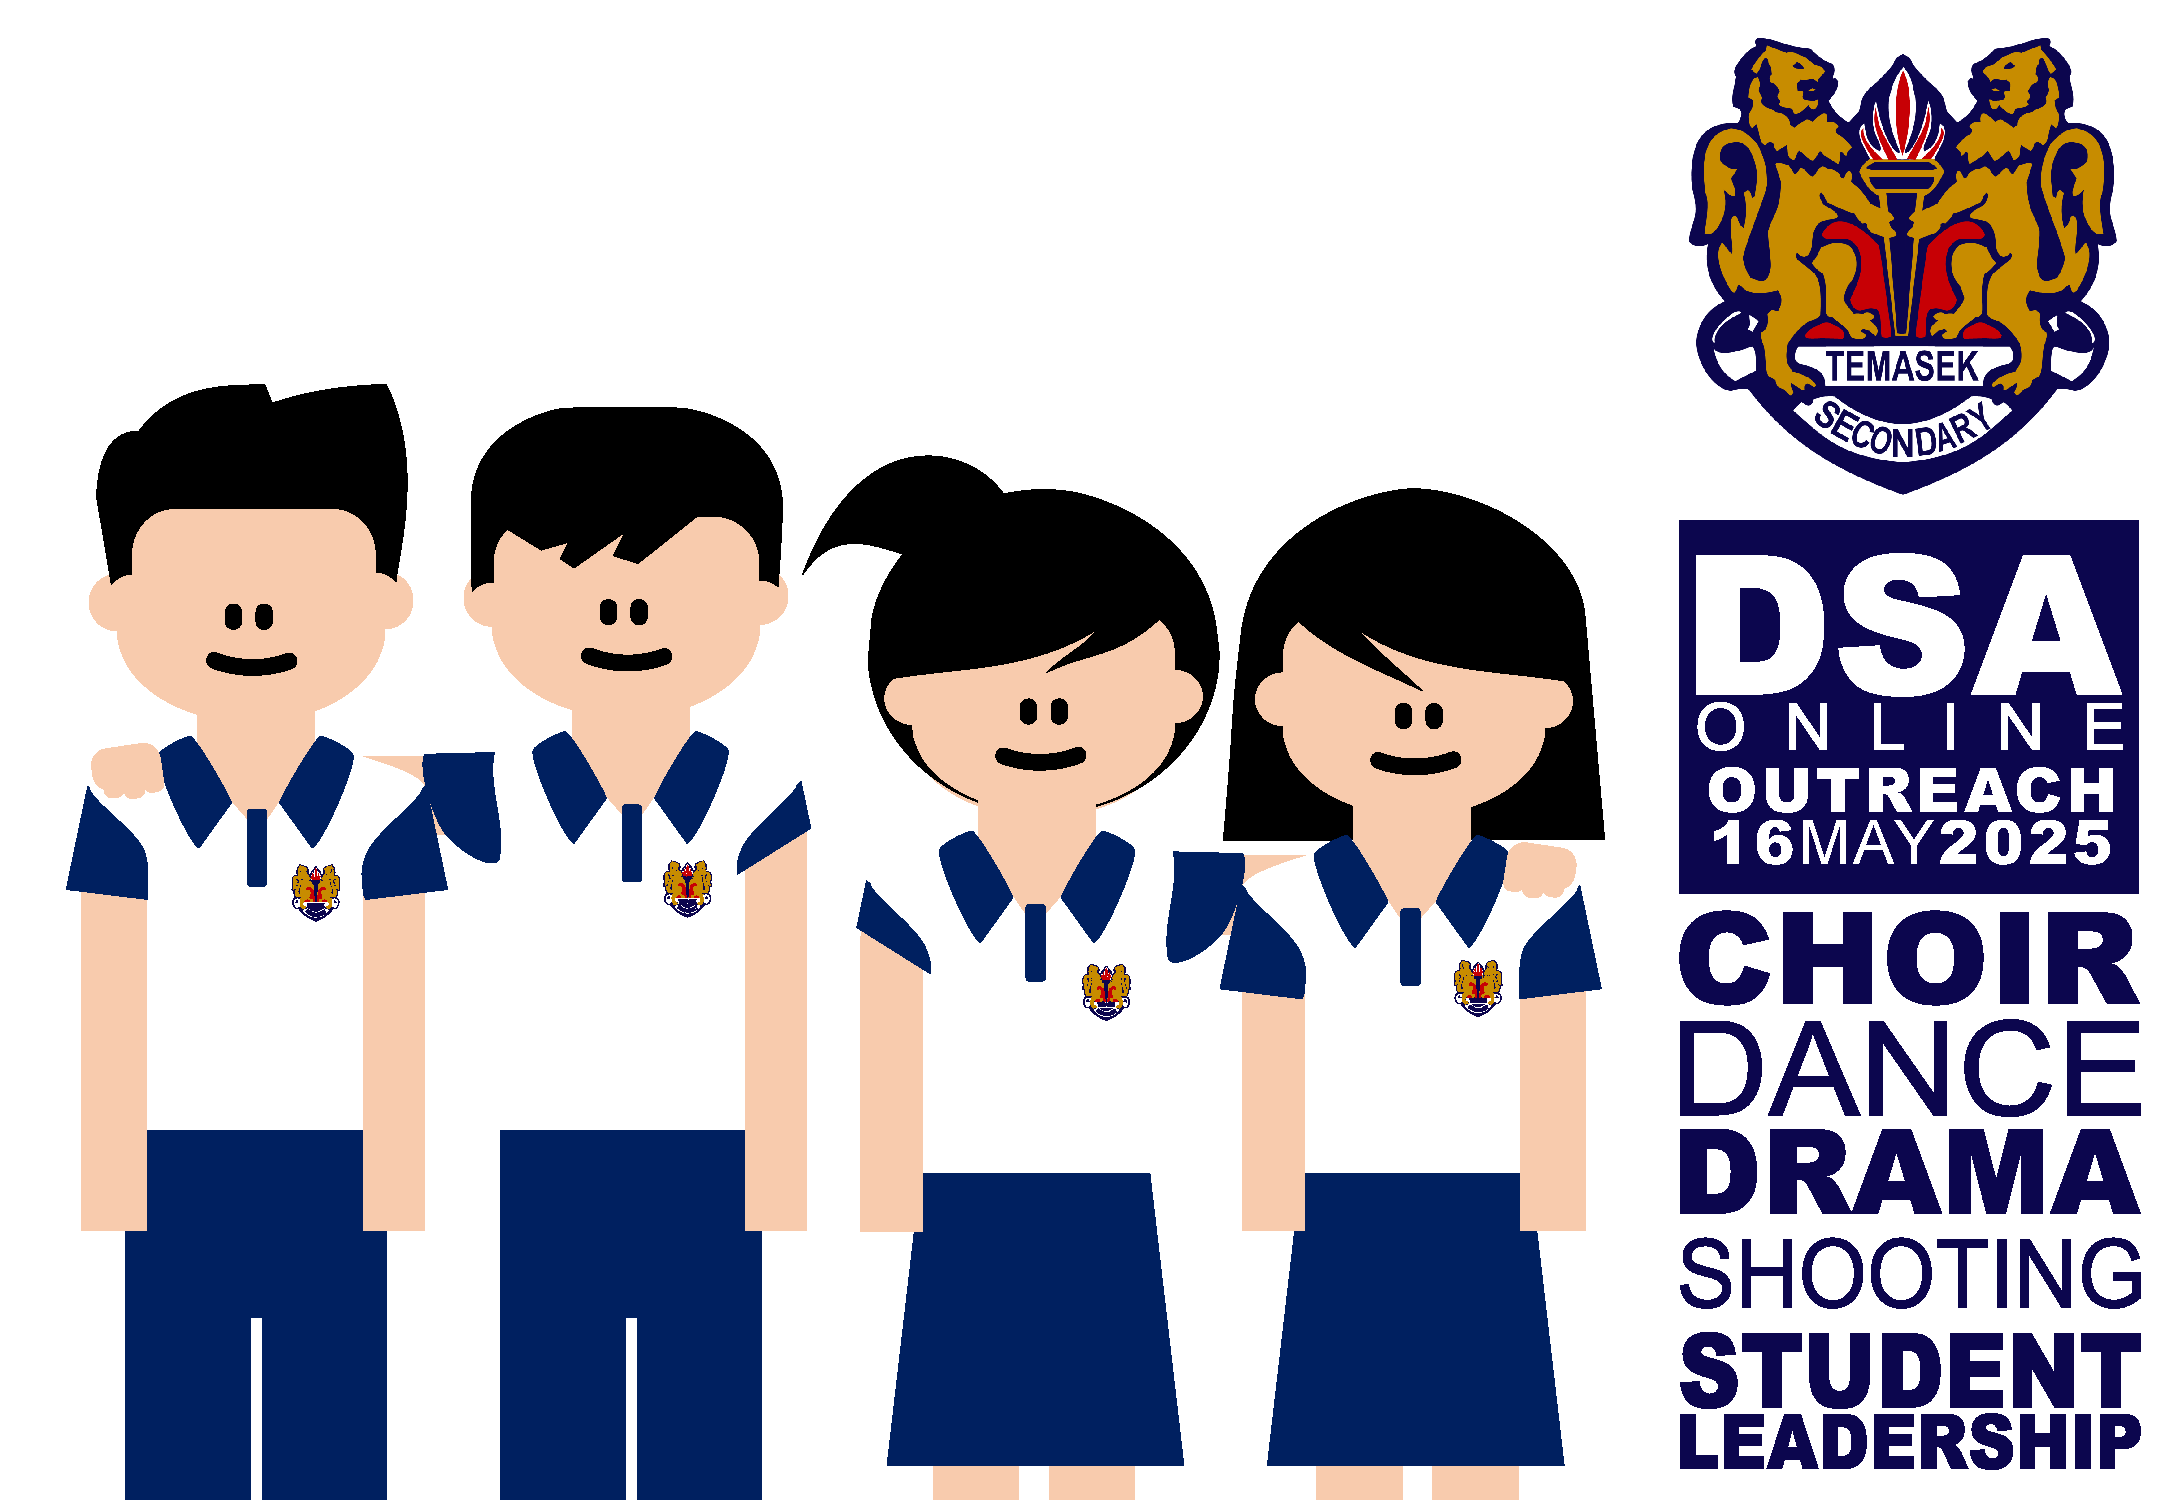 TEMASEK
SECONDARY
DSA
ONLINE
OUTREACH
16MAY2025
CHOIR
DANCE
DRAMA
SHOOTING
STUDENT
LEADERSHIP